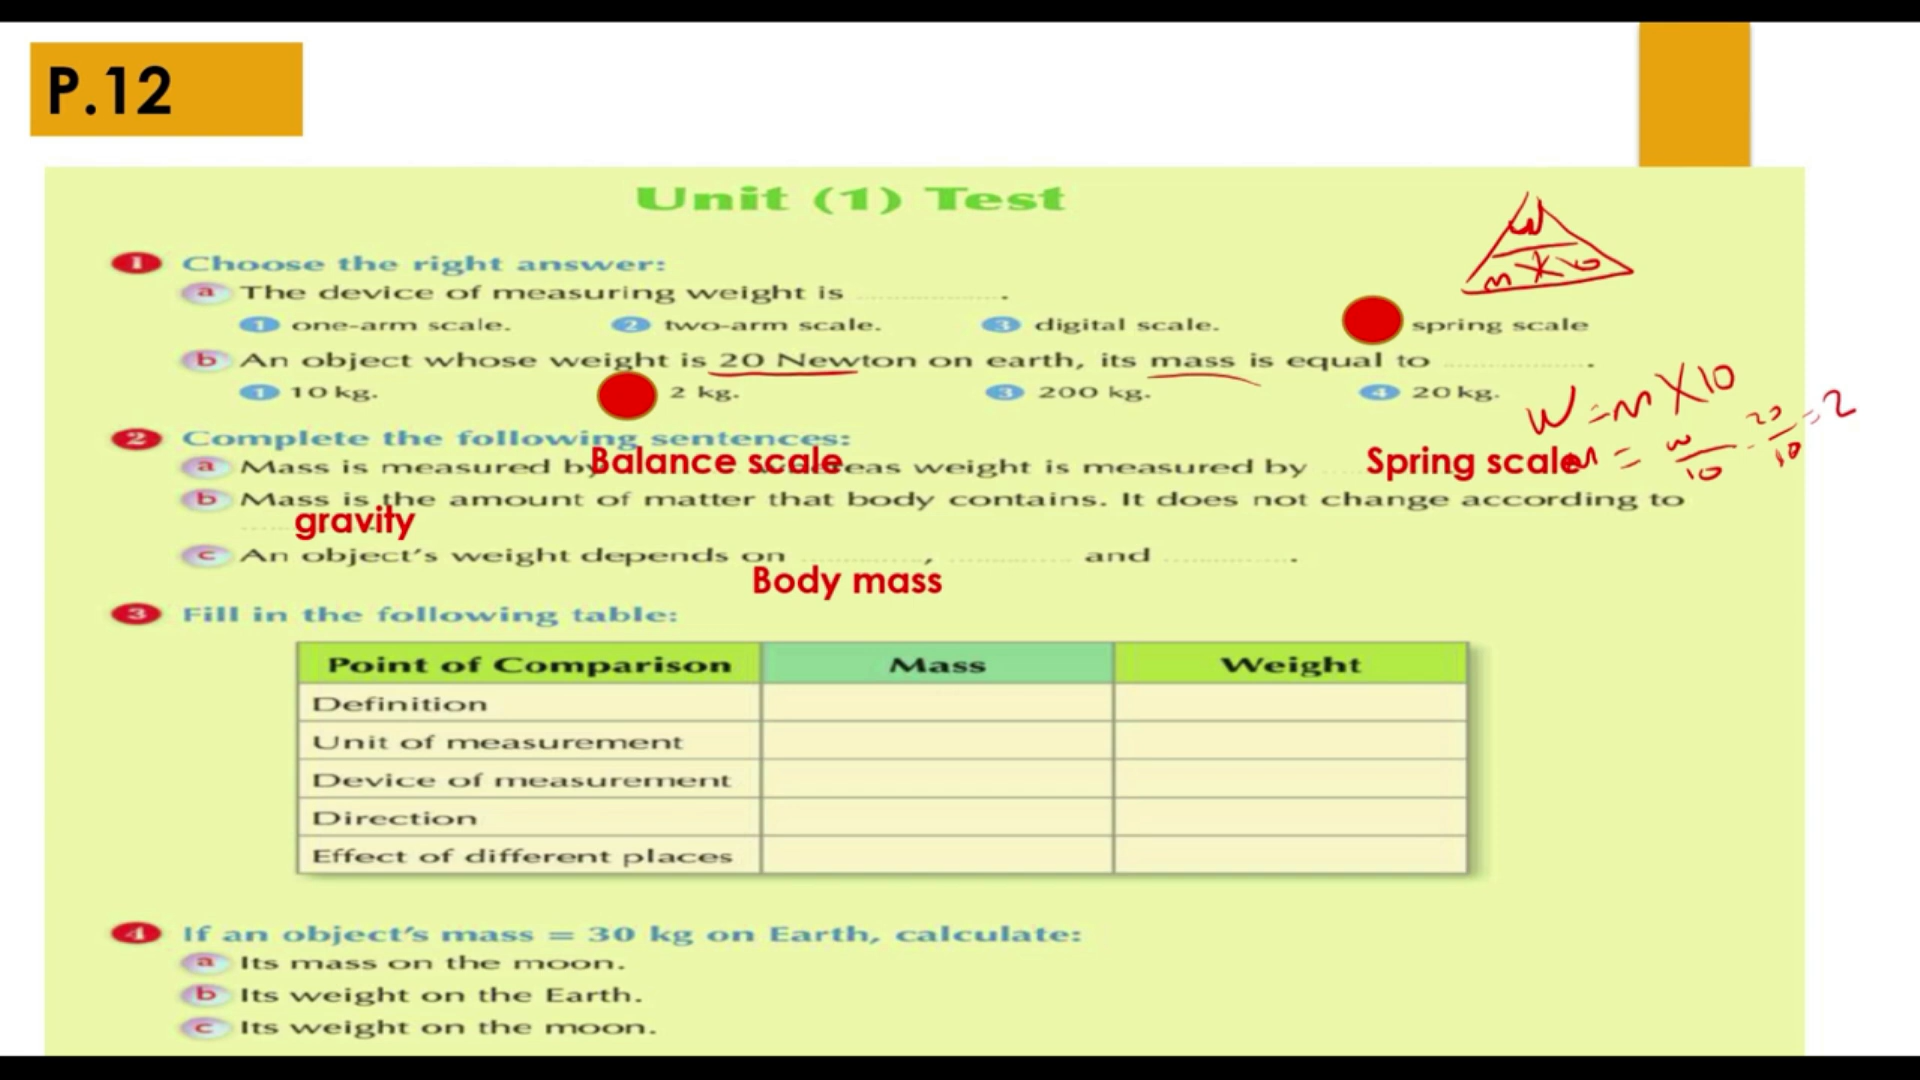 P.12
Unit (1) Test
W
m X 10
1 Choose the right answer:
a The device of measuring weight is .................... .
1 one-arm scale. 2 two-arm scale. 3 digital scale. spring scale
b An object whose weight is 20 Newton on earth, its mass is equal to .................... .
1 10 kg. 2 kg. 3 200 kg. 4 20 kg.
W = m X 10
m = w/10 = 20/10 = 2
2 Complete the following sentences:
a Mass is measured by Balance scale whereas weight is measured by Spring scale
b Mass is the amount of matter that body contains. It does not change according to
gravity
c An object's weight depends on ..............., ............... and ............... .
Body mass
3 Fill in the following table:
Point of Comparison Mass Weight
Definition
Unit of measurement
Device of measurement
Direction
Effect of different places
4 If an object's mass = 30 kg on Earth, calculate:
a Its mass on the moon.
b Its weight on the Earth.
c Its weight on the moon.